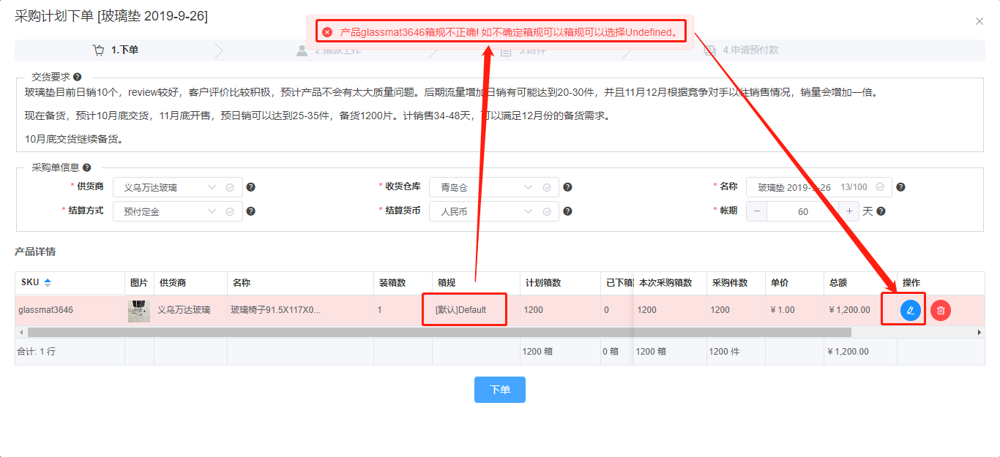 采购计划下单 [玻璃垫 2019-9-26]
产品glassmat3646箱规不正确! 如不确定箱规可以箱规可以选择Undefined。
1.下单
2.指派工作
3.附件
4.申请预付款
交货要求
玻璃垫目前日销10个，review较好，客户评价比较积极，预计产品不会有太大质量问题。后期流量增加日销有可能达到20-30件，并且11月12月根据竞争对手以往销售情况，销量会增加一倍。
现在备货，预计10月底交货，11月底开售，预日销可以达到25-35件，备货1200片。计销售34-48天，可以满足12月份的备货需求。
10月底交货继续备货。
采购单信息
* 供货商 义乌万达玻璃 * 收货仓库 青岛仓 * 名称 玻璃垫 2019-9-26 13/100
* 结算方式 预付定金 * 结算货币 人民币 * 帐期 − 60 + 天
产品详情
SKU 图片 供货商 名称 装箱数 箱规 计划箱数 已下箱 本次采购箱数 采购件数 单价 总额 操作
glassmat3646 义乌万达玻璃 玻璃椅子91.5X117X0... 1 [默认]Default 1200 0 1200 1200 ¥ 1.00 ¥ 1,200.00
合计: 1 行 1200 箱 0 箱 1200 箱 1200 件 ¥ 1,200.00
下单